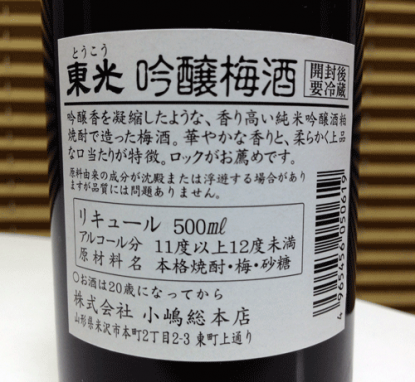 とうこう
東光 吟醸梅酒 開封後要冷蔵
吟醸香を凝縮したような、香り高い純米吟醸酒粕
焼酎で造った梅酒。華やかな香りと、柔らかく上品
な口当たりが特徴。ロックがお薦めです。
原料由来の成分が沈殿または浮遊する場合があり
ますが品質には問題ありません。
リキュール 500mℓ
アルコール分 11度以上12度未満
原材料名 本格焼酎・梅・砂糖
○お酒は20歳になってから
株式会社 小嶋総本店
山形県米沢市本町2丁目2-3 東町上通り
4965456050619